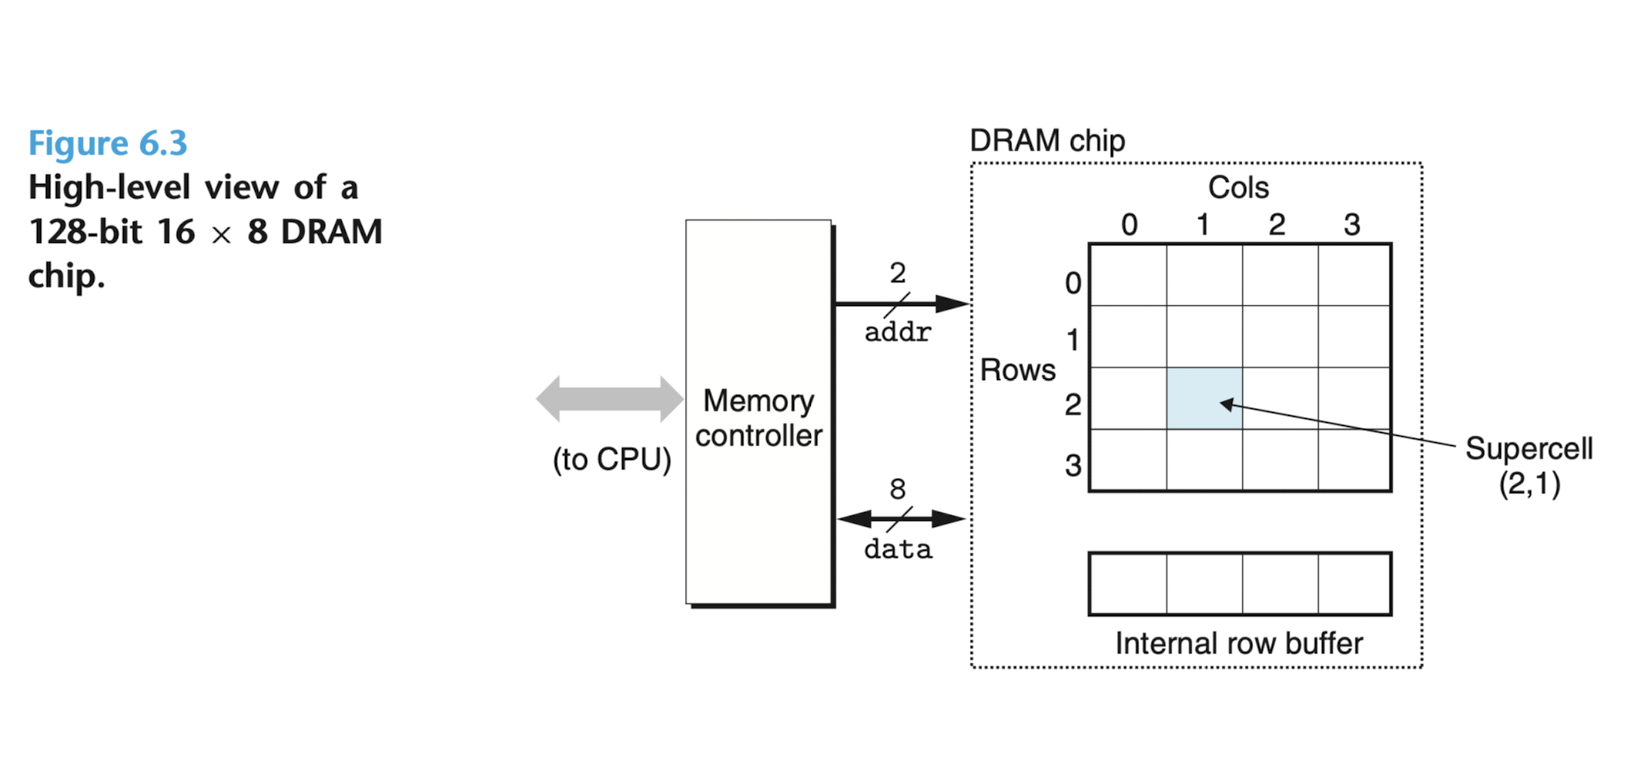 Figure 6.3
High-level view of a
128-bit 16 × 8 DRAM
chip.
DRAM chip
Cols
0 1 2 3
0
1
Rows
2
3
2
addr
Memory
controller
(to CPU)
8
data
Supercell
(2,1)
Internal row buffer